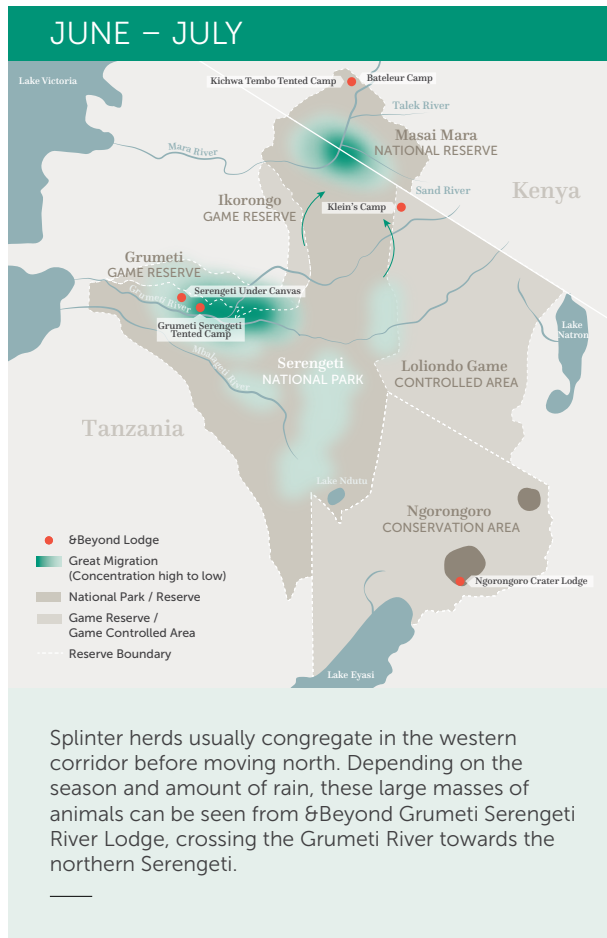 JUNE – JULY
Lake Victoria
Kichwa Tembo Tented Camp
Bateleur Camp
Talek River
Masai Mara
NATIONAL RESERVE
Mara River
Sand River
Kenya
Ikorongo
GAME RESERVE
Klein's Camp
Grumeti
GAME RESERVE
Serengeti Under Canvas
Grumeti River
Grumeti Serengeti
Tented Camp
Lake
Natron
Mbalageti River
Serengeti
NATIONAL PARK
Loliondo Game
CONTROLLED AREA
Tanzania
Lake Ndutu
Ngorongoro
CONSERVATION AREA
Ngorongoro Crater Lodge
Lake Eyasi
&Beyond Lodge
Great Migration
(Concentration high to low)
National Park / Reserve
Game Reserve /
Game Controlled Area
Reserve Boundary
Splinter herds usually congregate in the western
corridor before moving north. Depending on the
season and amount of rain, these large masses of
animals can be seen from &Beyond Grumeti Serengeti
River Lodge, crossing the Grumeti River towards the
northern Serengeti.